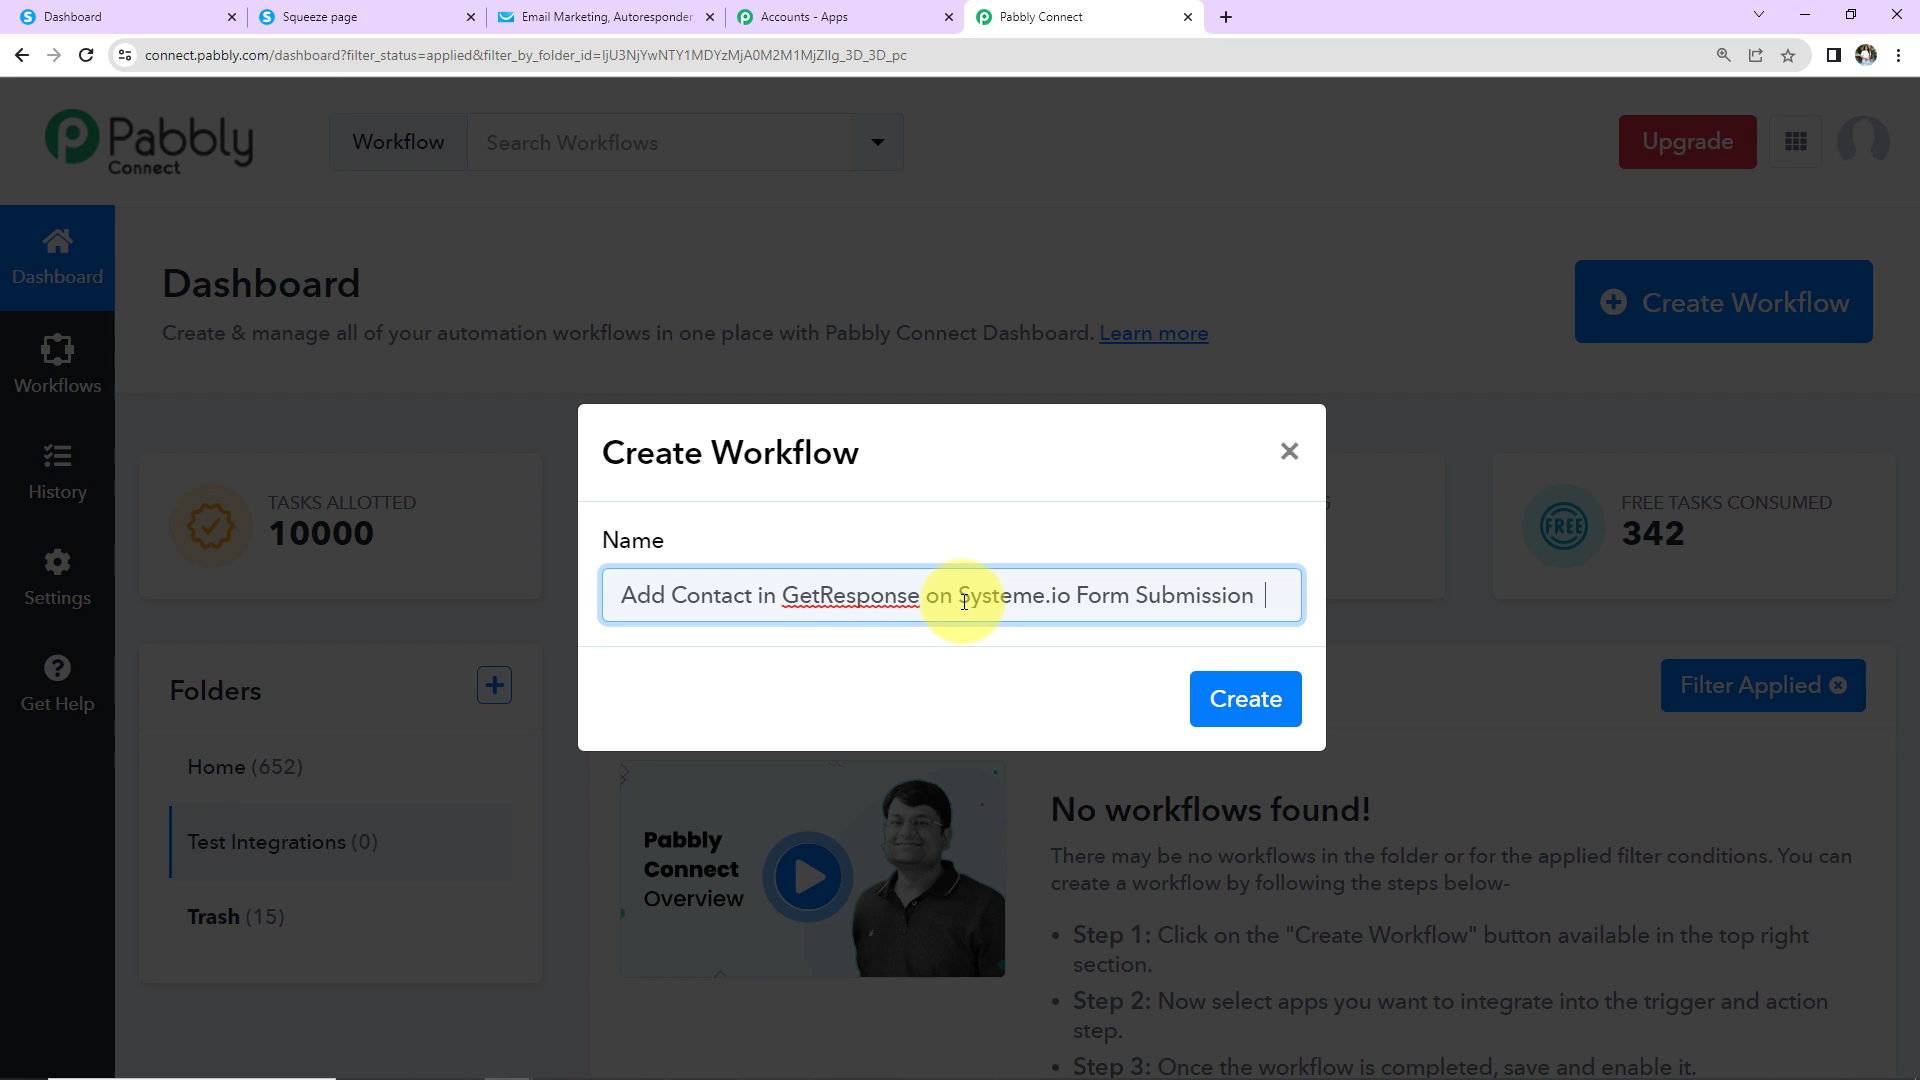 Dashboard
Squeeze page
Email Marketing, Autoresponder,
Accounts - Apps
Pabbly Connect
connect.pabbly.com/dashboard?filter_status=applied&filter_by_folder_id=IjU3NjYwNTY1MDYzMjA0M2M1MjZlIg_3D_3D_pc
Pabbly
Connect
Workflow
Search Workflows
Upgrade
Dashboard
Workflows
History
Settings
Get Help
Dashboard
Create & manage all of your automation workflows in one place with Pabbly Connect Dashboard. Learn more
Create Workflow
TASKS ALLOTTED
10000
FREE TASKS CONSUMED
342
FREE
Create Workflow
Name
Add Contact in GetResponse on Systeme.io Form Submission
Create
Folders
Home (652)
Test Integrations (0)
Trash (15)
Filter Applied
Pabbly
Connect
Overview
No workflows found!
There may be no workflows in the folder or for the applied filter conditions. You can
create a workflow by following the steps below-
• Step 1: Click on the "Create Workflow" button available in the top right
section.
• Step 2: Now select apps you want to integrate into the trigger and action
step.
• Step 3: Once the workflow is completed, save and enable it.